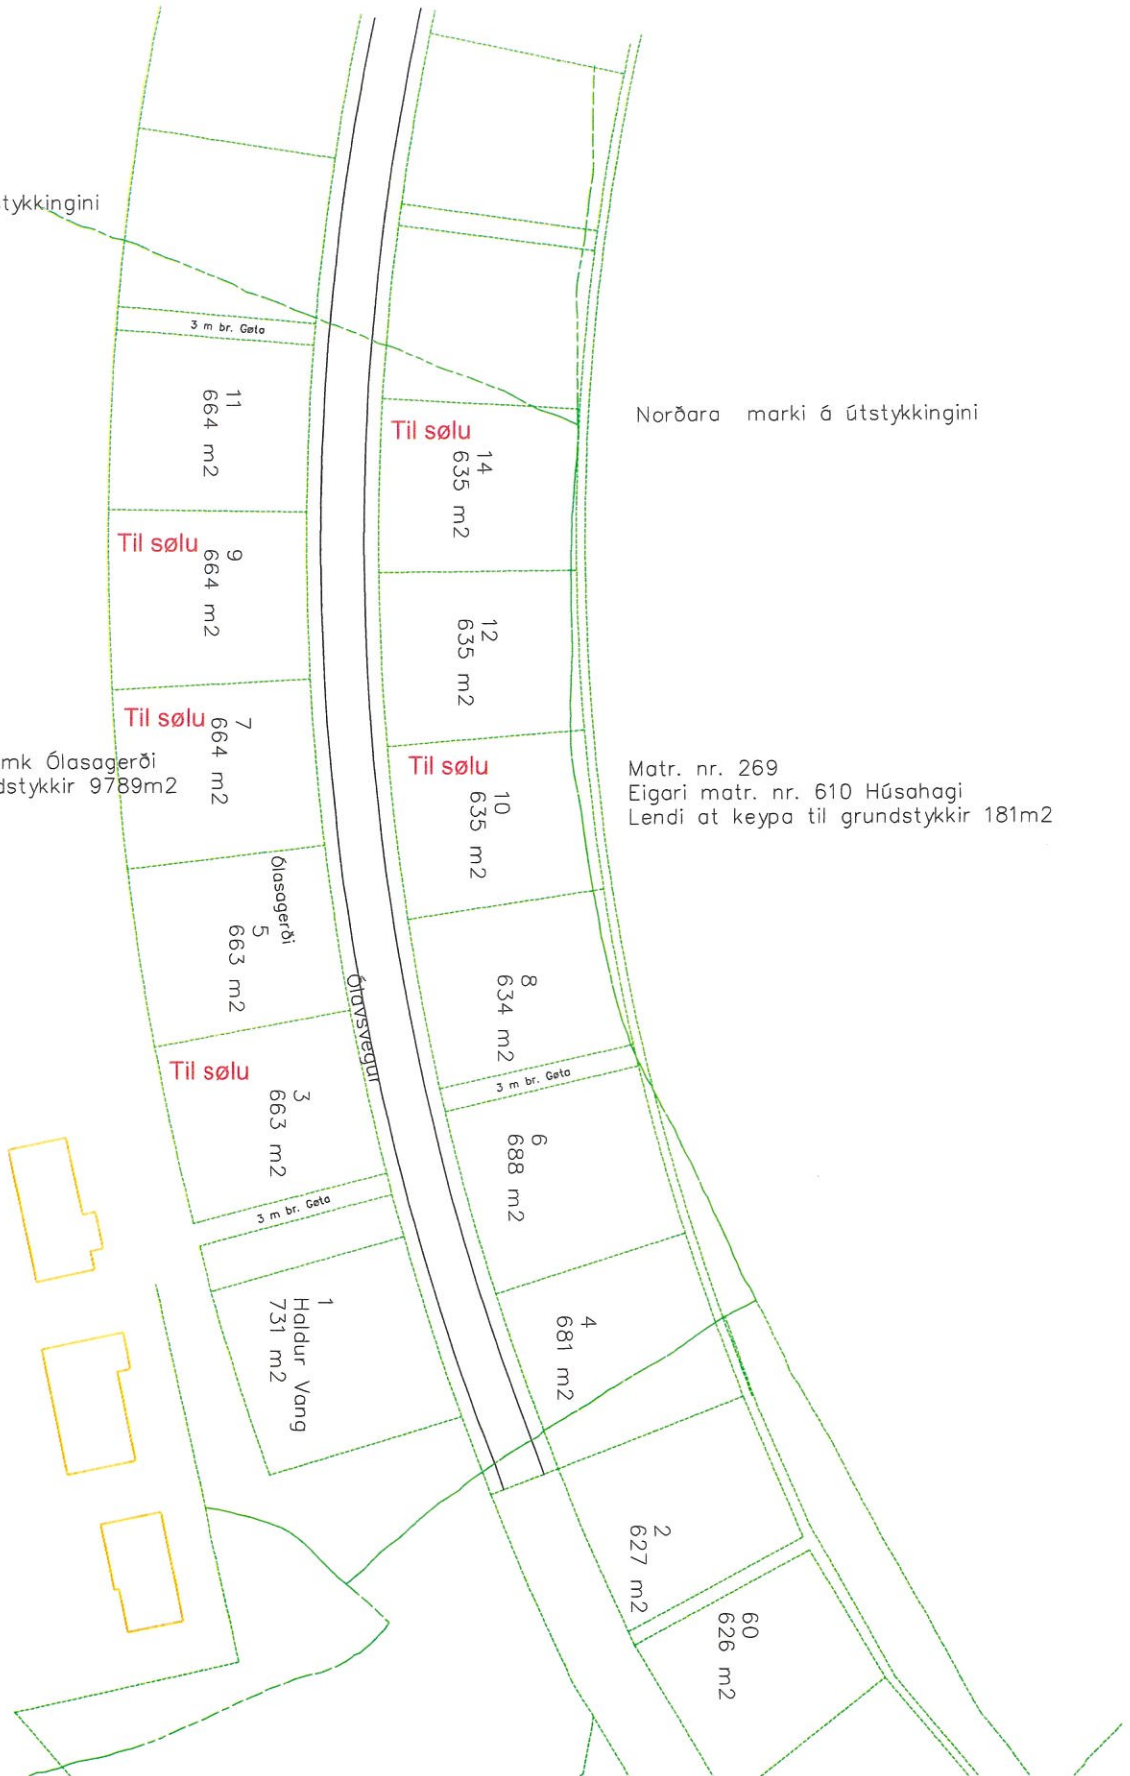 tykkingini
3 m br. Gøta
11
664 m2
Til sølu
14
635 m2
Norðara marki á útstykkingini
Til sølu
9
664 m2
12
635 m2
Til sølu
7
664 m2
mk Ólasagerði
dstykkir 9789m2
Til sølu
10
635 m2
Matr. nr. 269
Eigari matr. nr. 610 Húsahagi
Lendi at keypa til grundstykkir 181m2
Ólasagerði
5
663 m2
Ólavsvegur
8
634 m2
3 m br. Gøta
Til sølu
3
663 m2
6
688 m2
3 m br. Gøta
1
Haldur Vang
731 m2
4
681 m2
2
627 m2
60
626 m2